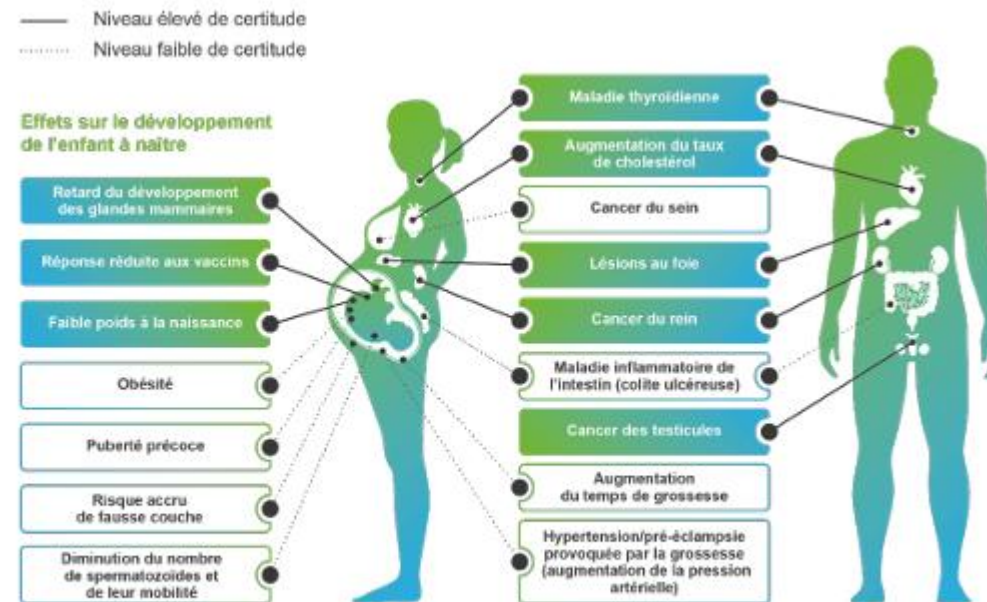 Niveau élevé de certitude
Niveau faible de certitude
Effets sur le développement
de l'enfant à naître
Retard du développement
des glandes mammaires
Réponse réduite aux vaccins
Faible poids à la naissance
Obésité
Puberté précoce
Risque accru
de fausse couche
Diminution du nombre
de spermatozoïdes et
de leur mobilité
Maladie thyroïdienne
Augmentation du taux
de cholestérol
Cancer du sein
Lésions au foie
Cancer du rein
Maladie inflammatoire de
l'intestin (colite ulcéreuse)
Cancer des testicules
Augmentation
du temps de grossesse
Hypertension/pré-éclampsie
provoquée par la grossesse
(augmentation de la pression
artérielle)